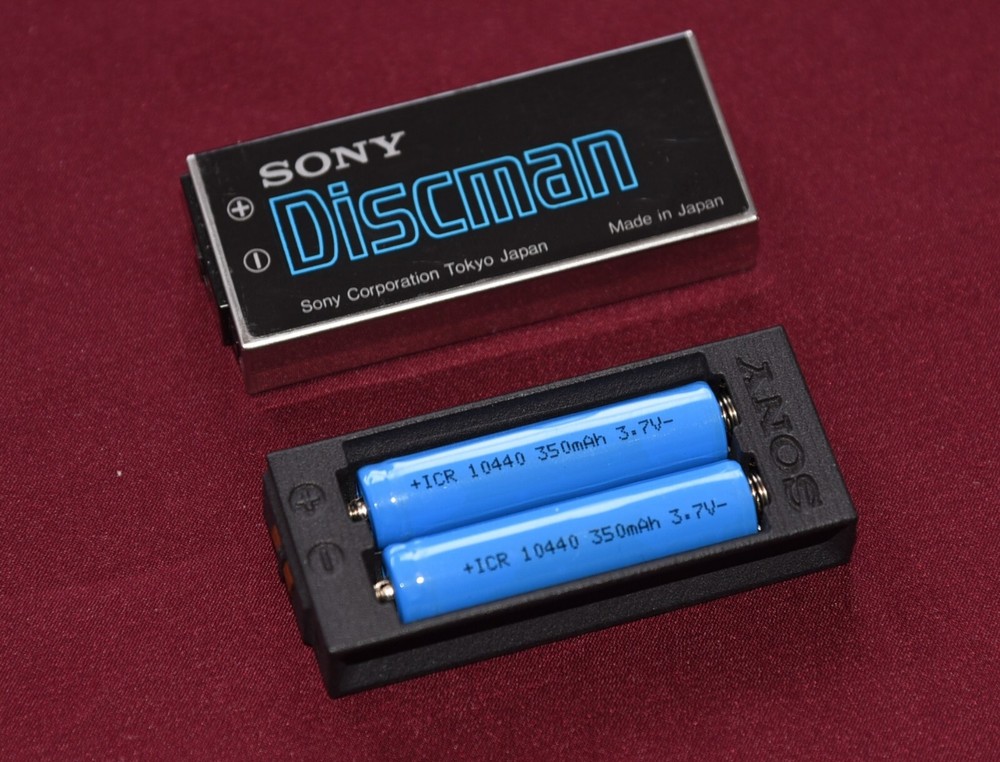 SONY
Discman
Sony Corporation Tokyo Japan
Made in Japan
+ICR 10440 350mAh 3.7V-
+ICR 10440 350mAh 3.7V-
SONY